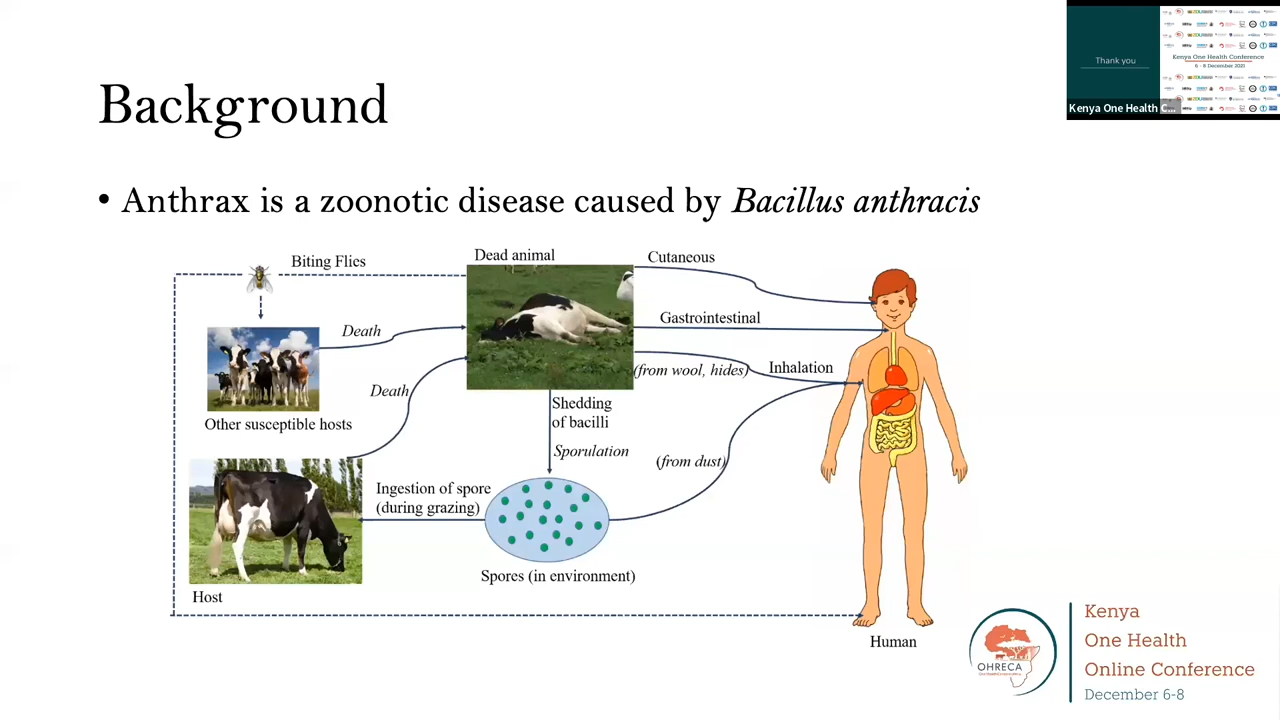 Background
• Anthrax is a zoonotic disease caused by Bacillus anthracis
Biting Flies
Dead animal
Cutaneous
Death
Gastrointestinal
(from wool, hides)
Inhalation
Death
Other susceptible hosts
Shedding
of bacilli
Sporulation
(from dust)
Ingestion of spore
(during grazing)
Spores (in environment)
Host
Human
OHRECA
Kenya
One Health
Online Conference
December 6-8
Thank you
Kenya One Health Conference
6 - 8 December 2021
Kenya One Health C...